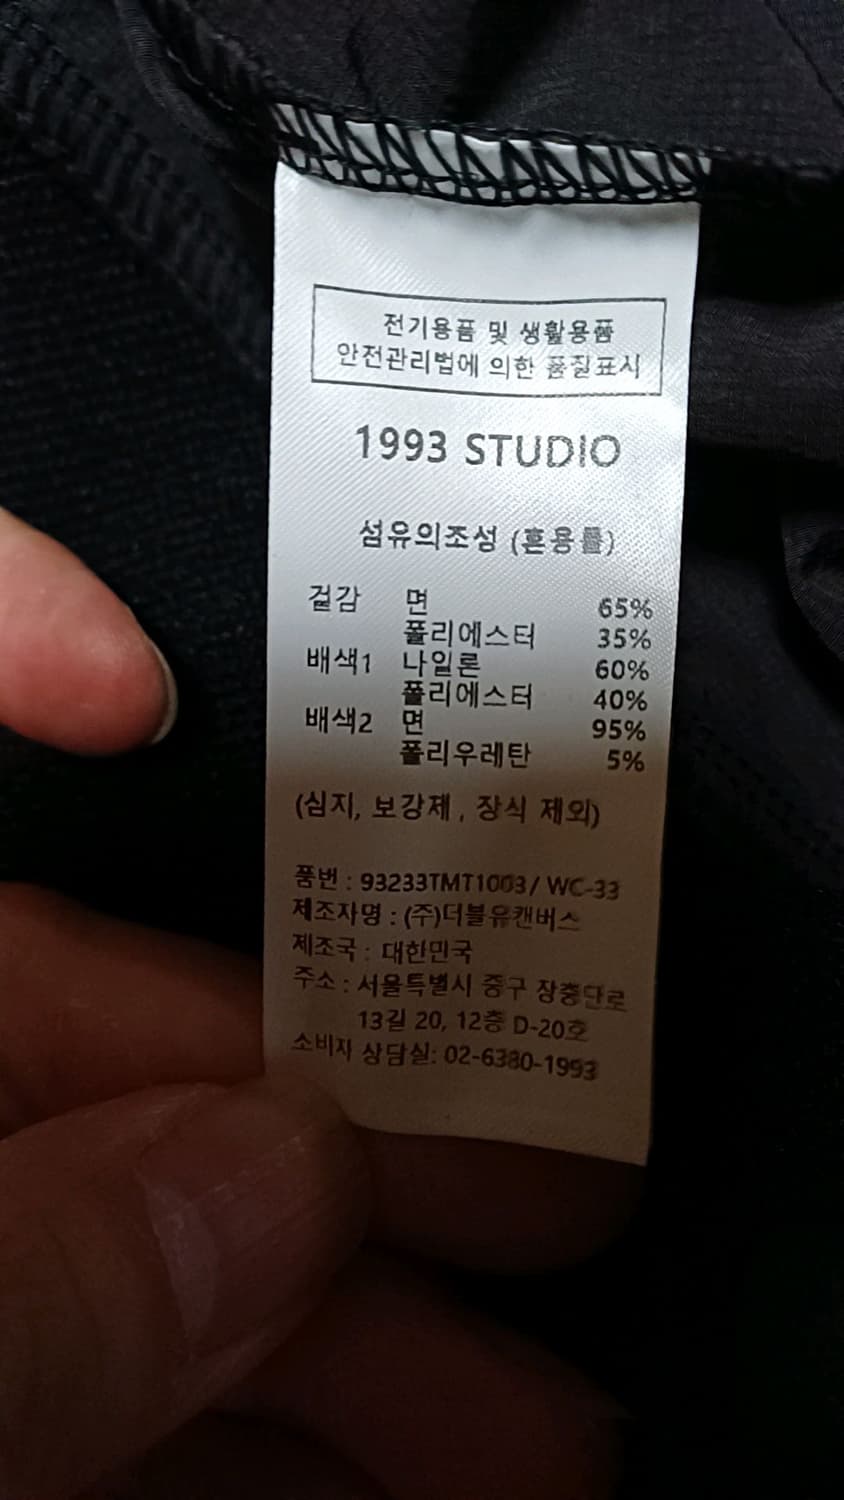 전기용품 및 생활용품
안전관리법에 의한 품질표시
1993 STUDIO
섬유의조성 (혼용률)
겉감 면 65%
폴리에스터 35%
배색1 나일론 60%
폴리에스터 40%
배색2 면 95%
폴리우레탄 5%
(심지, 보강제 , 장식 제외)
품번 : 93233TMT1003/ WC-33
제조자명 : (주)더블유캔버스
제조국 : 대한민국
주소 : 서울특별시 중구 장충단로
13길 20, 12층 D-20호
소비자 상담실: 02-6380-1993